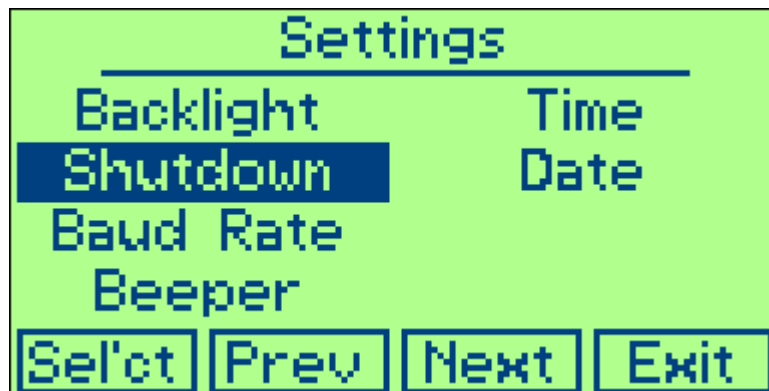 Settings
Backlight Time
Shutdown Date
Baud Rate
Beeper
Sel'ct Prev Next Exit